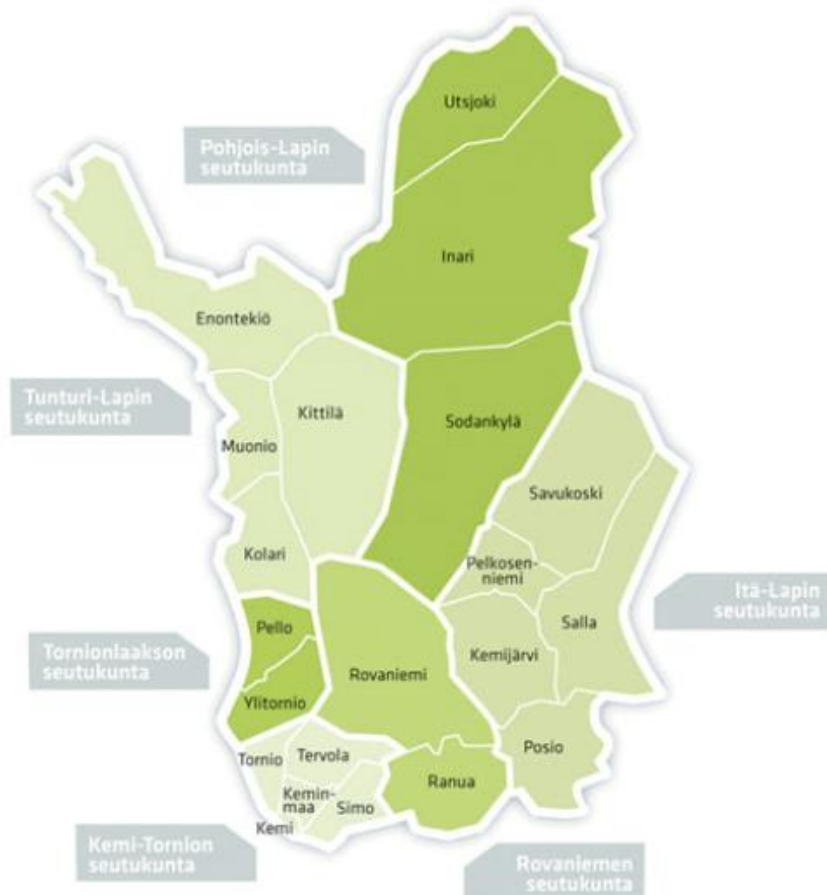 Utsjoki
Pohjois-Lapin
seutukunta
Inari
Enontekiö
Tunturi-Lapin
seutukunta
Kittilä
Sodankylä
Muonio
Savukoski
Kolari
Pelkosen-
niemi
Itä-Lapin
seutukunta
Salla
Pello
Tornionlaakson
seutukunta
Kemijärvi
Rovaniemi
Ylitornio
Posio
Tornio
Tervola
Ranua
Kemin-
maa
Simo
Kemi
Kemi-Tornion
seutukunta
Rovaniemen
seutukunta